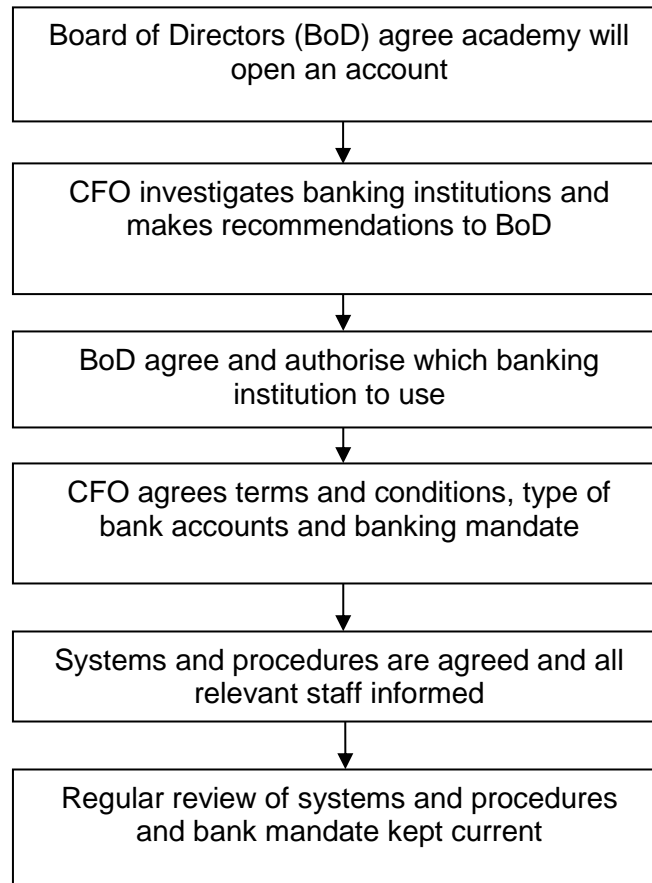 Board of Directors (BoD) agree academy will
open an account
CFO investigates banking institutions and
makes recommendations to BoD
BoD agree and authorise which banking
institution to use
CFO agrees terms and conditions, type of
bank accounts and banking mandate
Systems and procedures are agreed and all
relevant staff informed
Regular review of systems and procedures
and bank mandate kept current